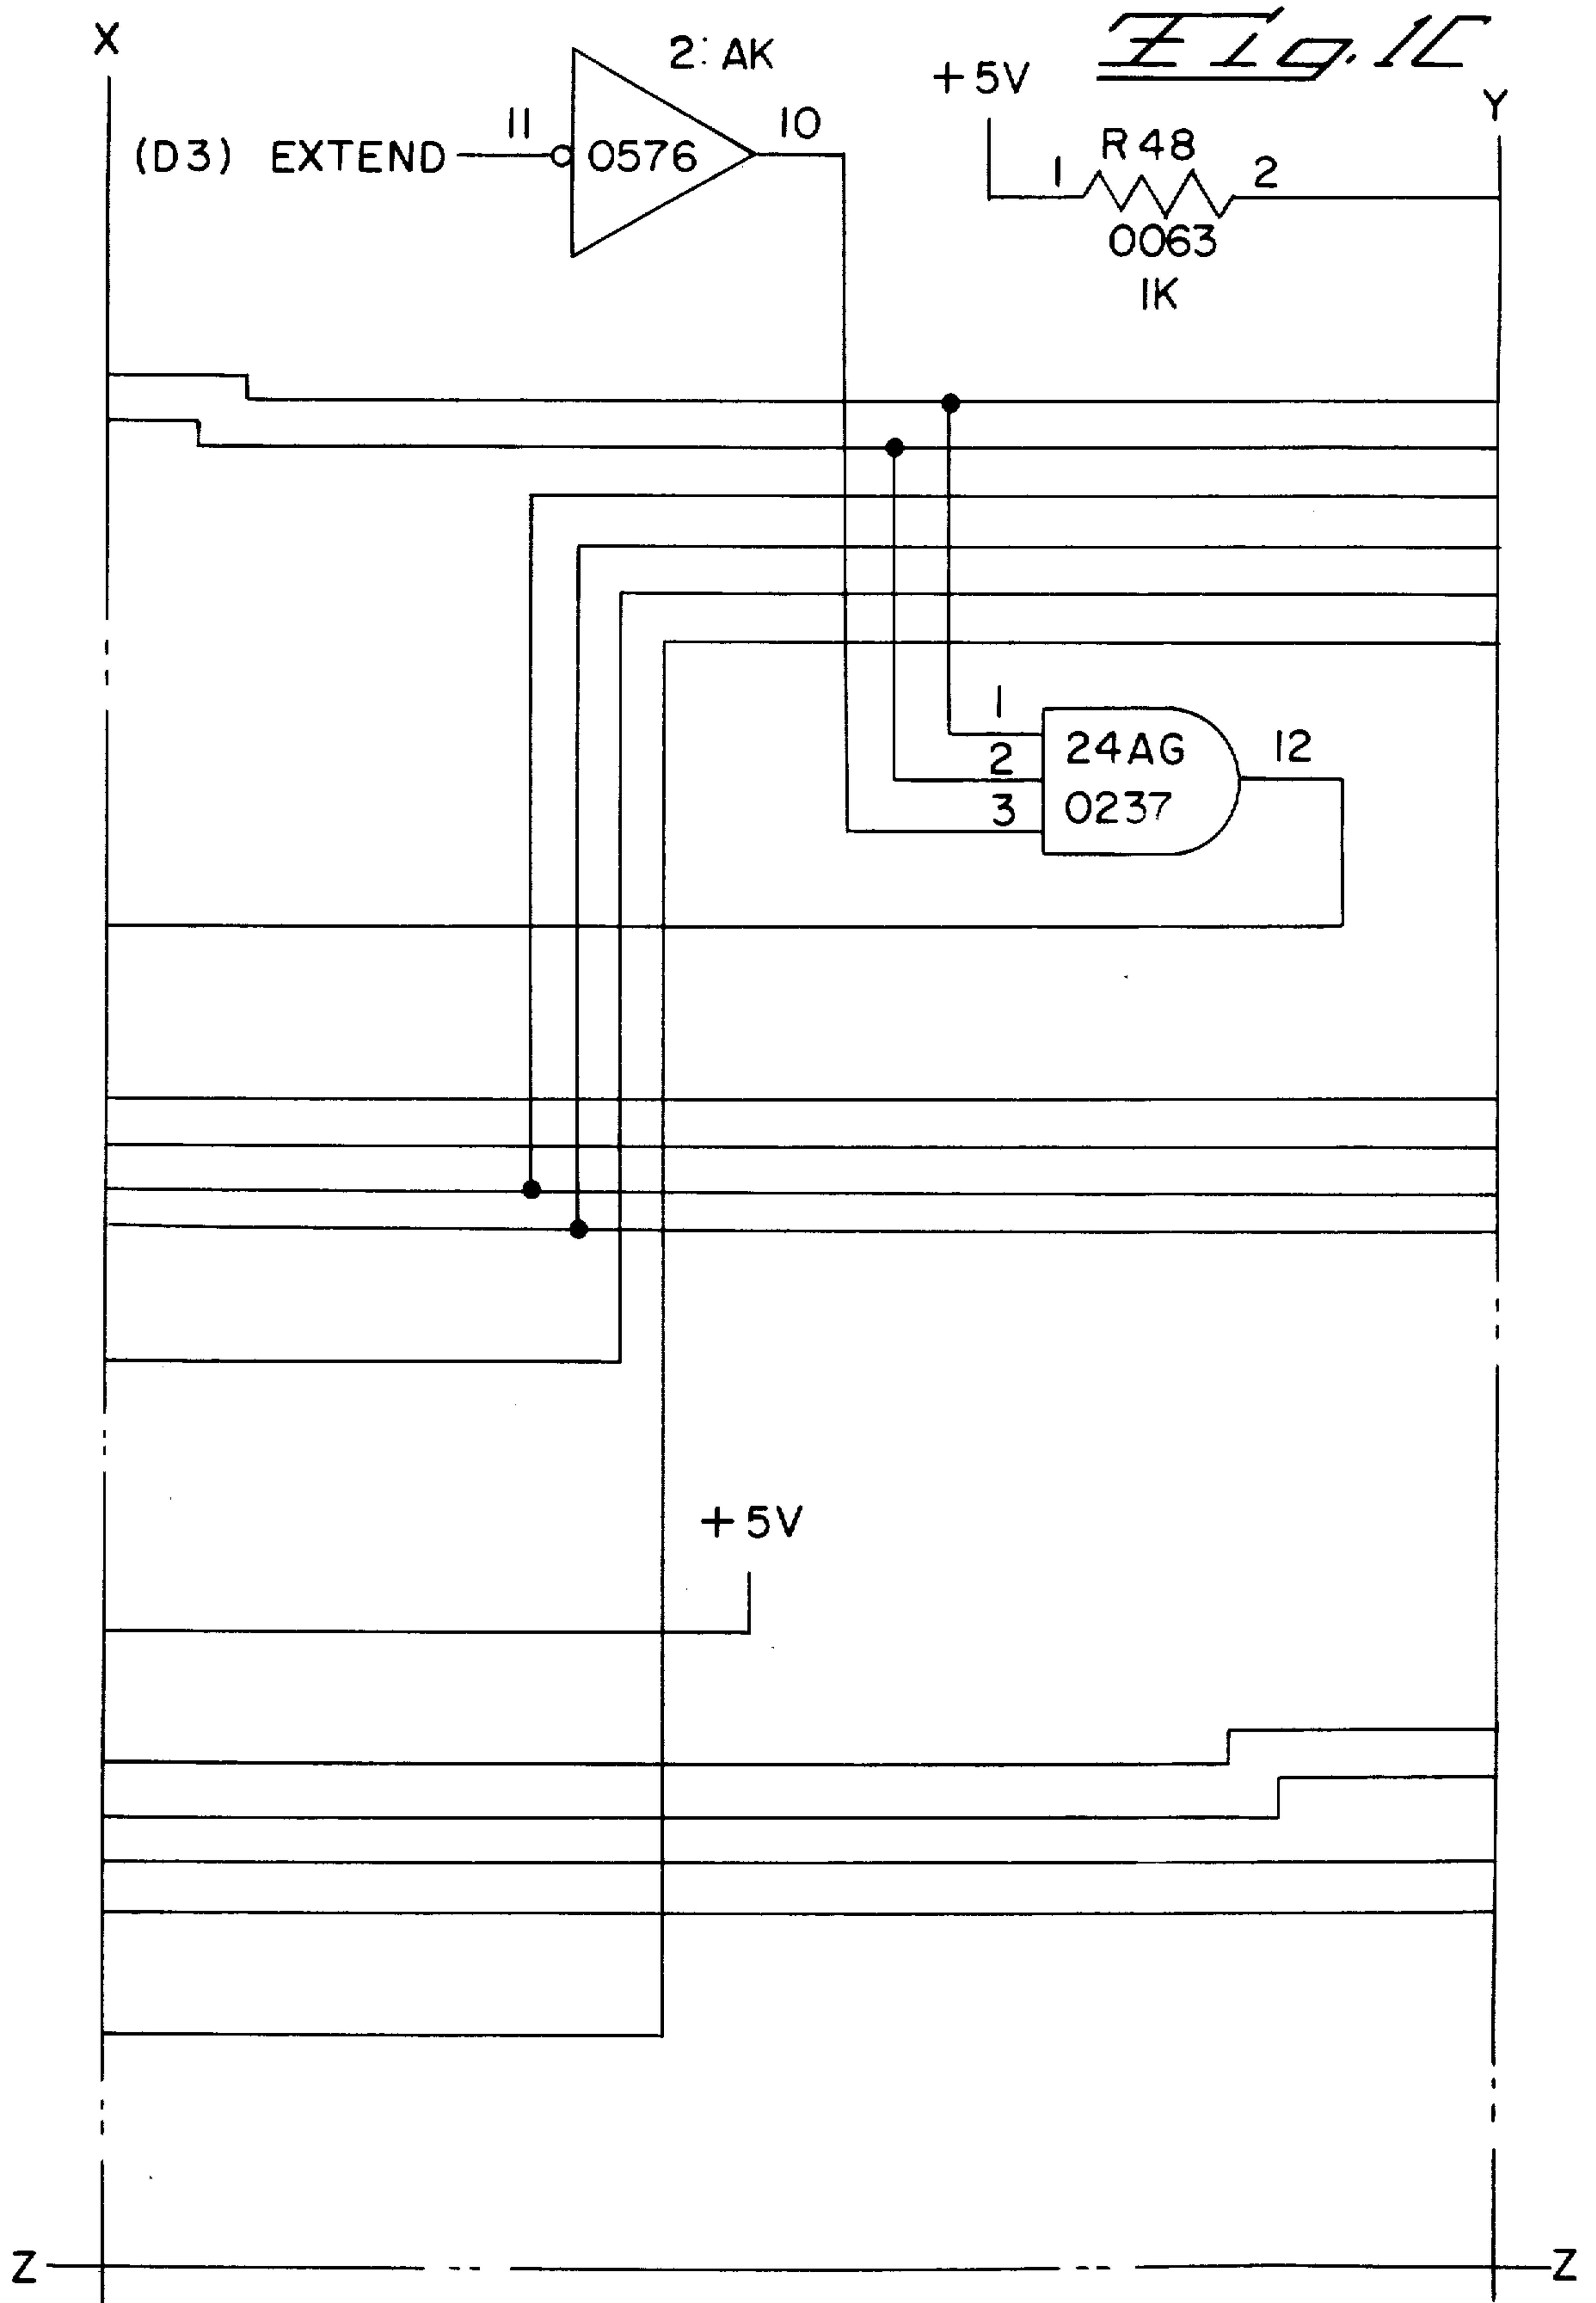 Fig. 1C
X
2: AK
+5V
Y
(D3) EXTEND
11
0576
10
R48
1
2
0063
1K
1
2
3
24AG
0237
12
+5V
Z
Z